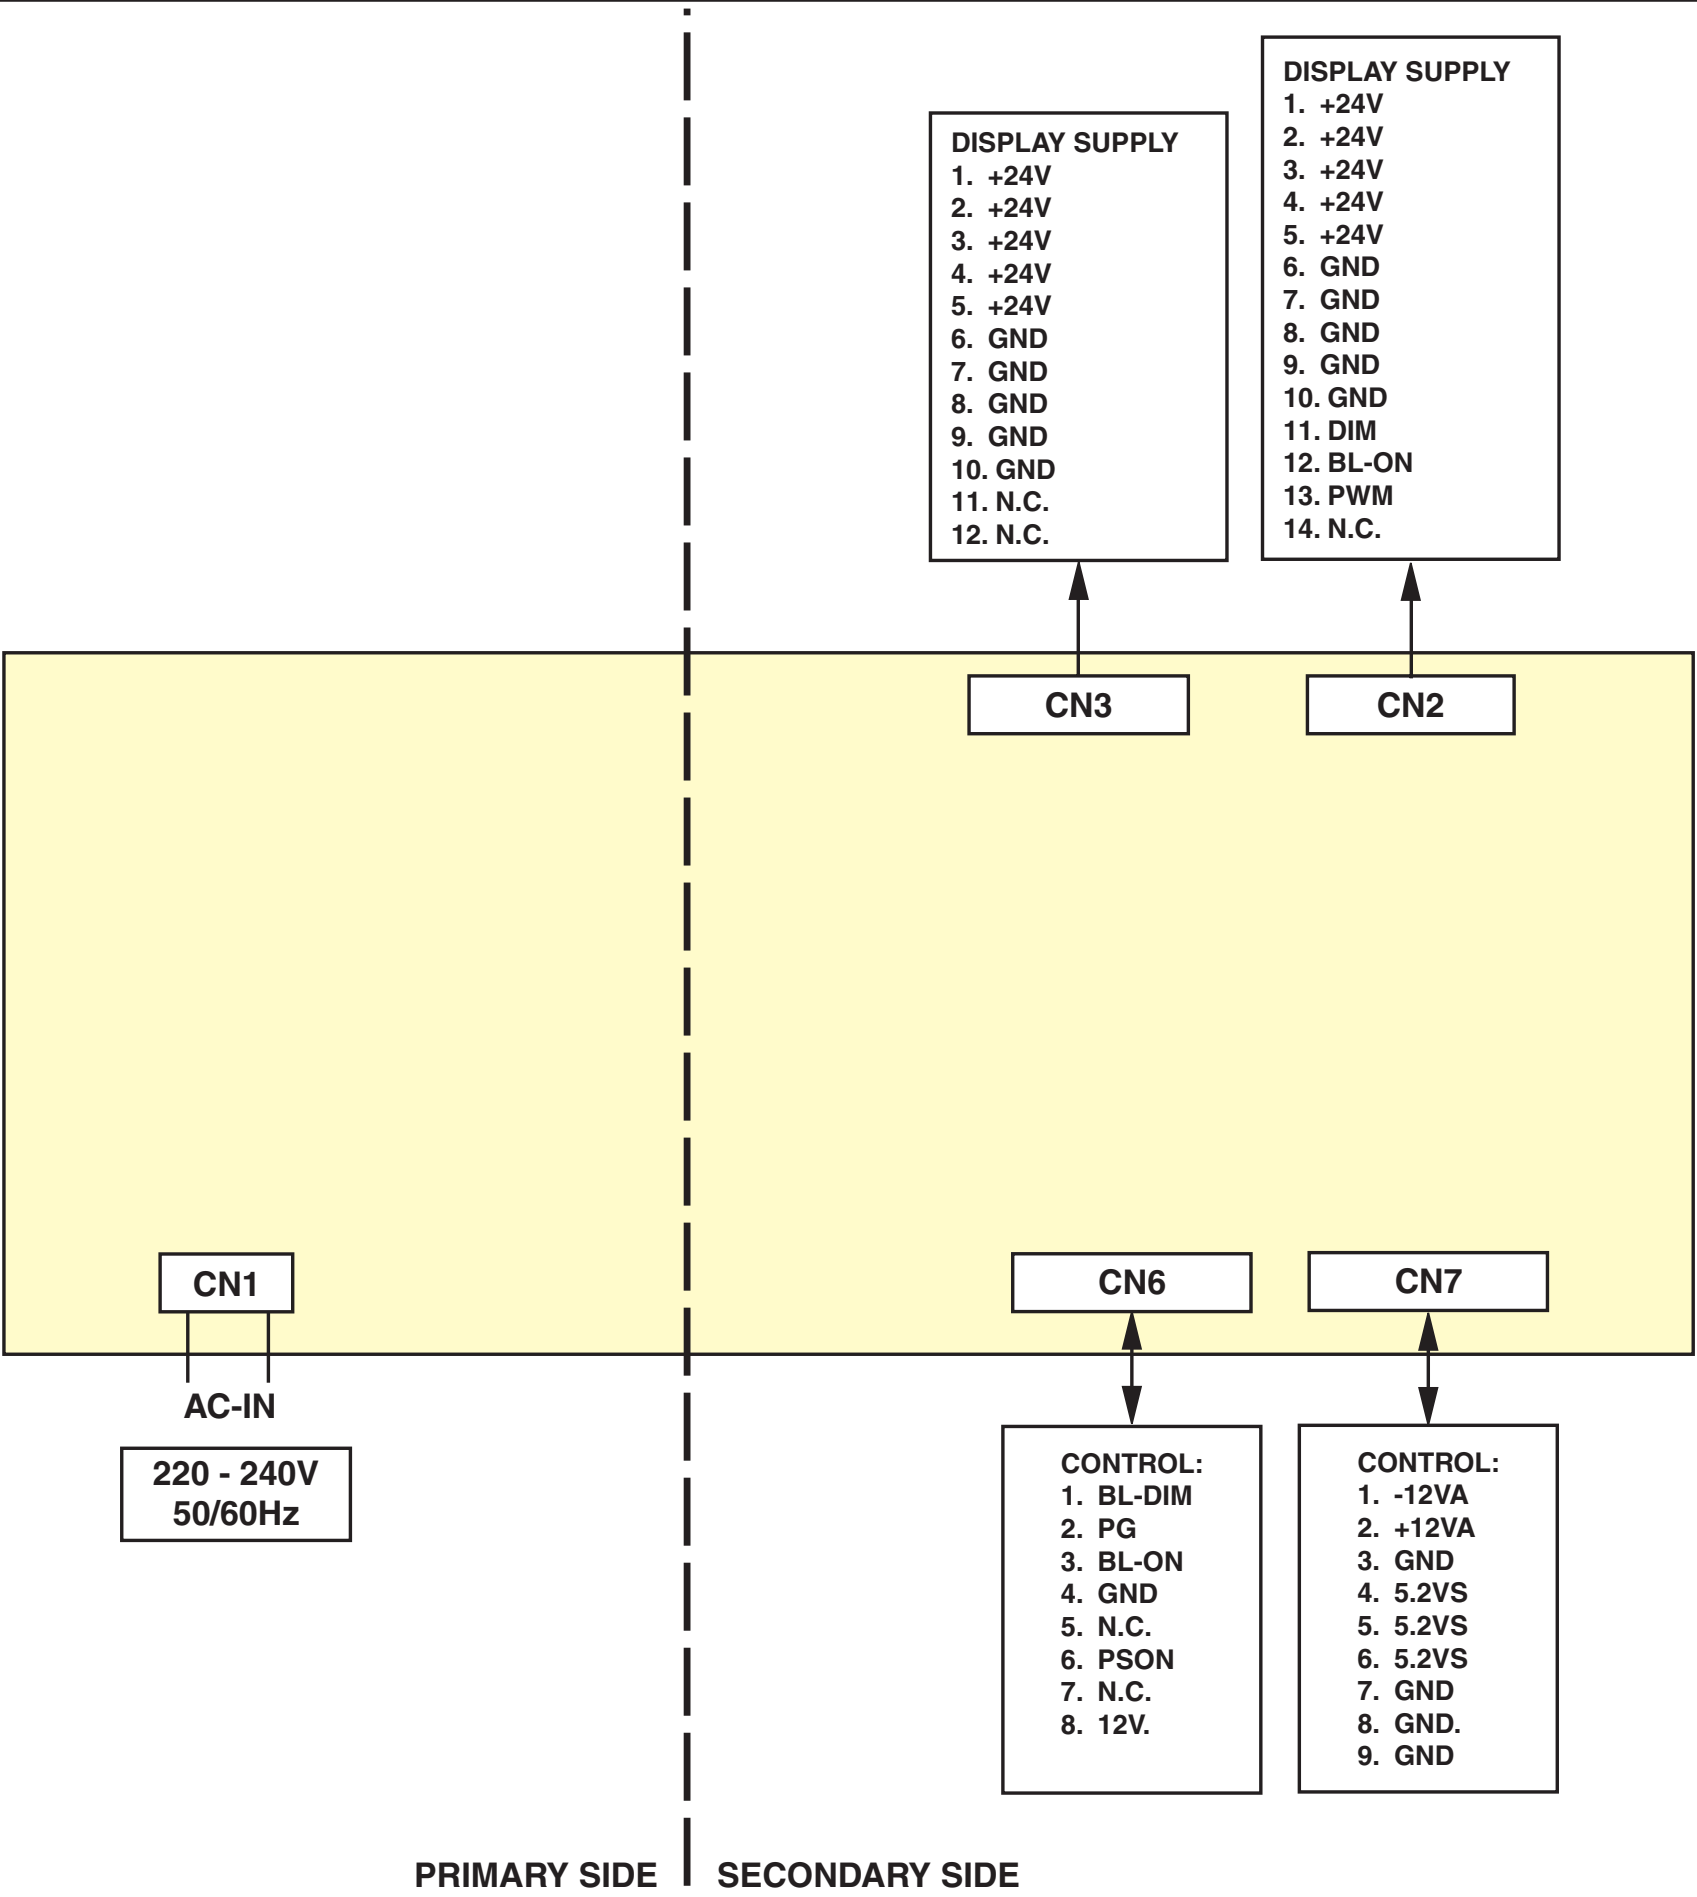 DISPLAY SUPPLY
1. +24V
2. +24V
3. +24V
4. +24V
5. +24V
6. GND
7. GND
8. GND
9. GND
10. GND
11. N.C.
12. N.C.
DISPLAY SUPPLY
1. +24V
2. +24V
3. +24V
4. +24V
5. +24V
6. GND
7. GND
8. GND
9. GND
10. GND
11. DIM
12. BL-ON
13. PWM
14. N.C.
CN3
CN2
CN1
CN6
CN7
AC-IN
220 - 240V
50/60Hz
CONTROL:
1. BL-DIM
2. PG
3. BL-ON
4. GND
5. N.C.
6. PSON
7. N.C.
8. 12V.
CONTROL:
1. -12VA
2. +12VA
3. GND
4. 5.2VS
5. 5.2VS
6. 5.2VS
7. GND
8. GND.
9. GND
PRIMARY SIDE
SECONDARY SIDE